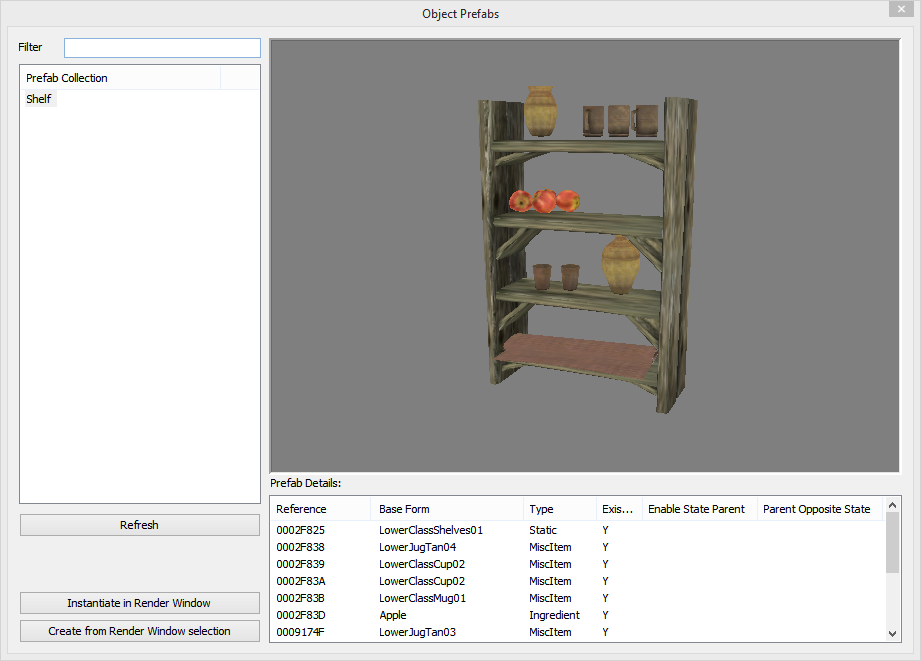 Object Prefabs
Filter
Prefab Collection
Shelf
Refresh
Instantiate in Render Window
Create from Render Window selection
Prefab Details:
Reference Base Form Type Exis... Enable State Parent Parent Opposite State
0002F825 LowerClassShelves01 Static Y
0002F838 LowerJugTan04 MiscItem Y
0002F839 LowerClassCup02 MiscItem Y
0002F83A LowerClassCup02 MiscItem Y
0002F83B LowerClassMug01 MiscItem Y
0002F83D Apple Ingredient Y
0009174F LowerJugTan03 MiscItem Y